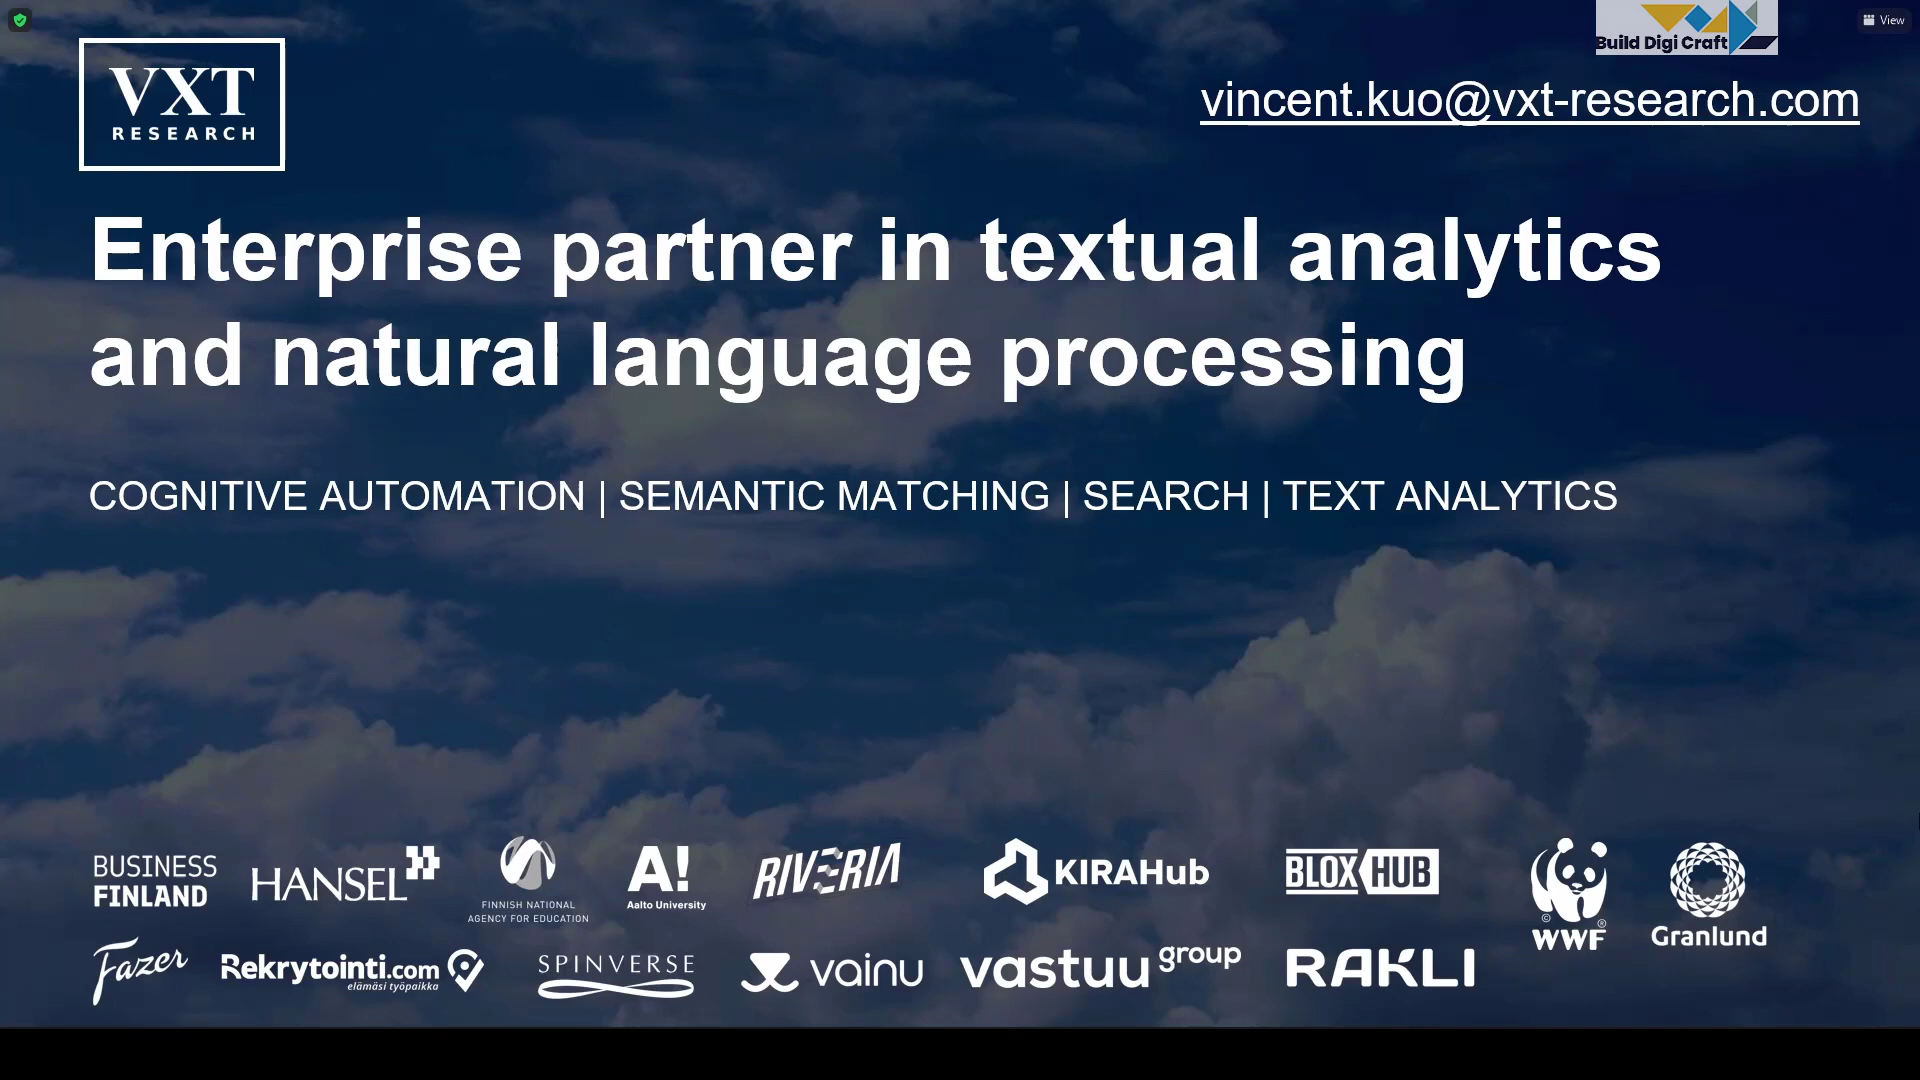 Build Digi Craft
View
VXT
RESEARCH
vincent.kuo@vxt-research.com
Enterprise partner in textual analytics
and natural language processing
COGNITIVE AUTOMATION | SEMANTIC MATCHING | SEARCH | TEXT ANALYTICS
BUSINESS
FINLAND
HANSEL
FINNISH NATIONAL
AGENCY FOR EDUCATION
A!
Aalto University
RIVERIA
KIRAHub
BLOXHUB
©
WWF
®
Granlund
Fazer
Rekrytointi.com
elämäsi työpaikka
SPINVERSE
vainu
vastuu group
RAKLI